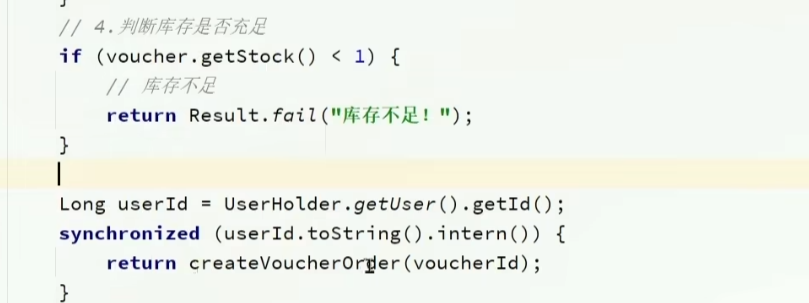 }
// 4.判断库存是否充足
if (voucher.getStock() < 1) {
// 库存不足
return Result.fail("库存不足！");
}
Long userId = UserHolder.getUser().getId();
synchronized (userId.toString().intern()) {
return createVoucherOrder(voucherId);
}